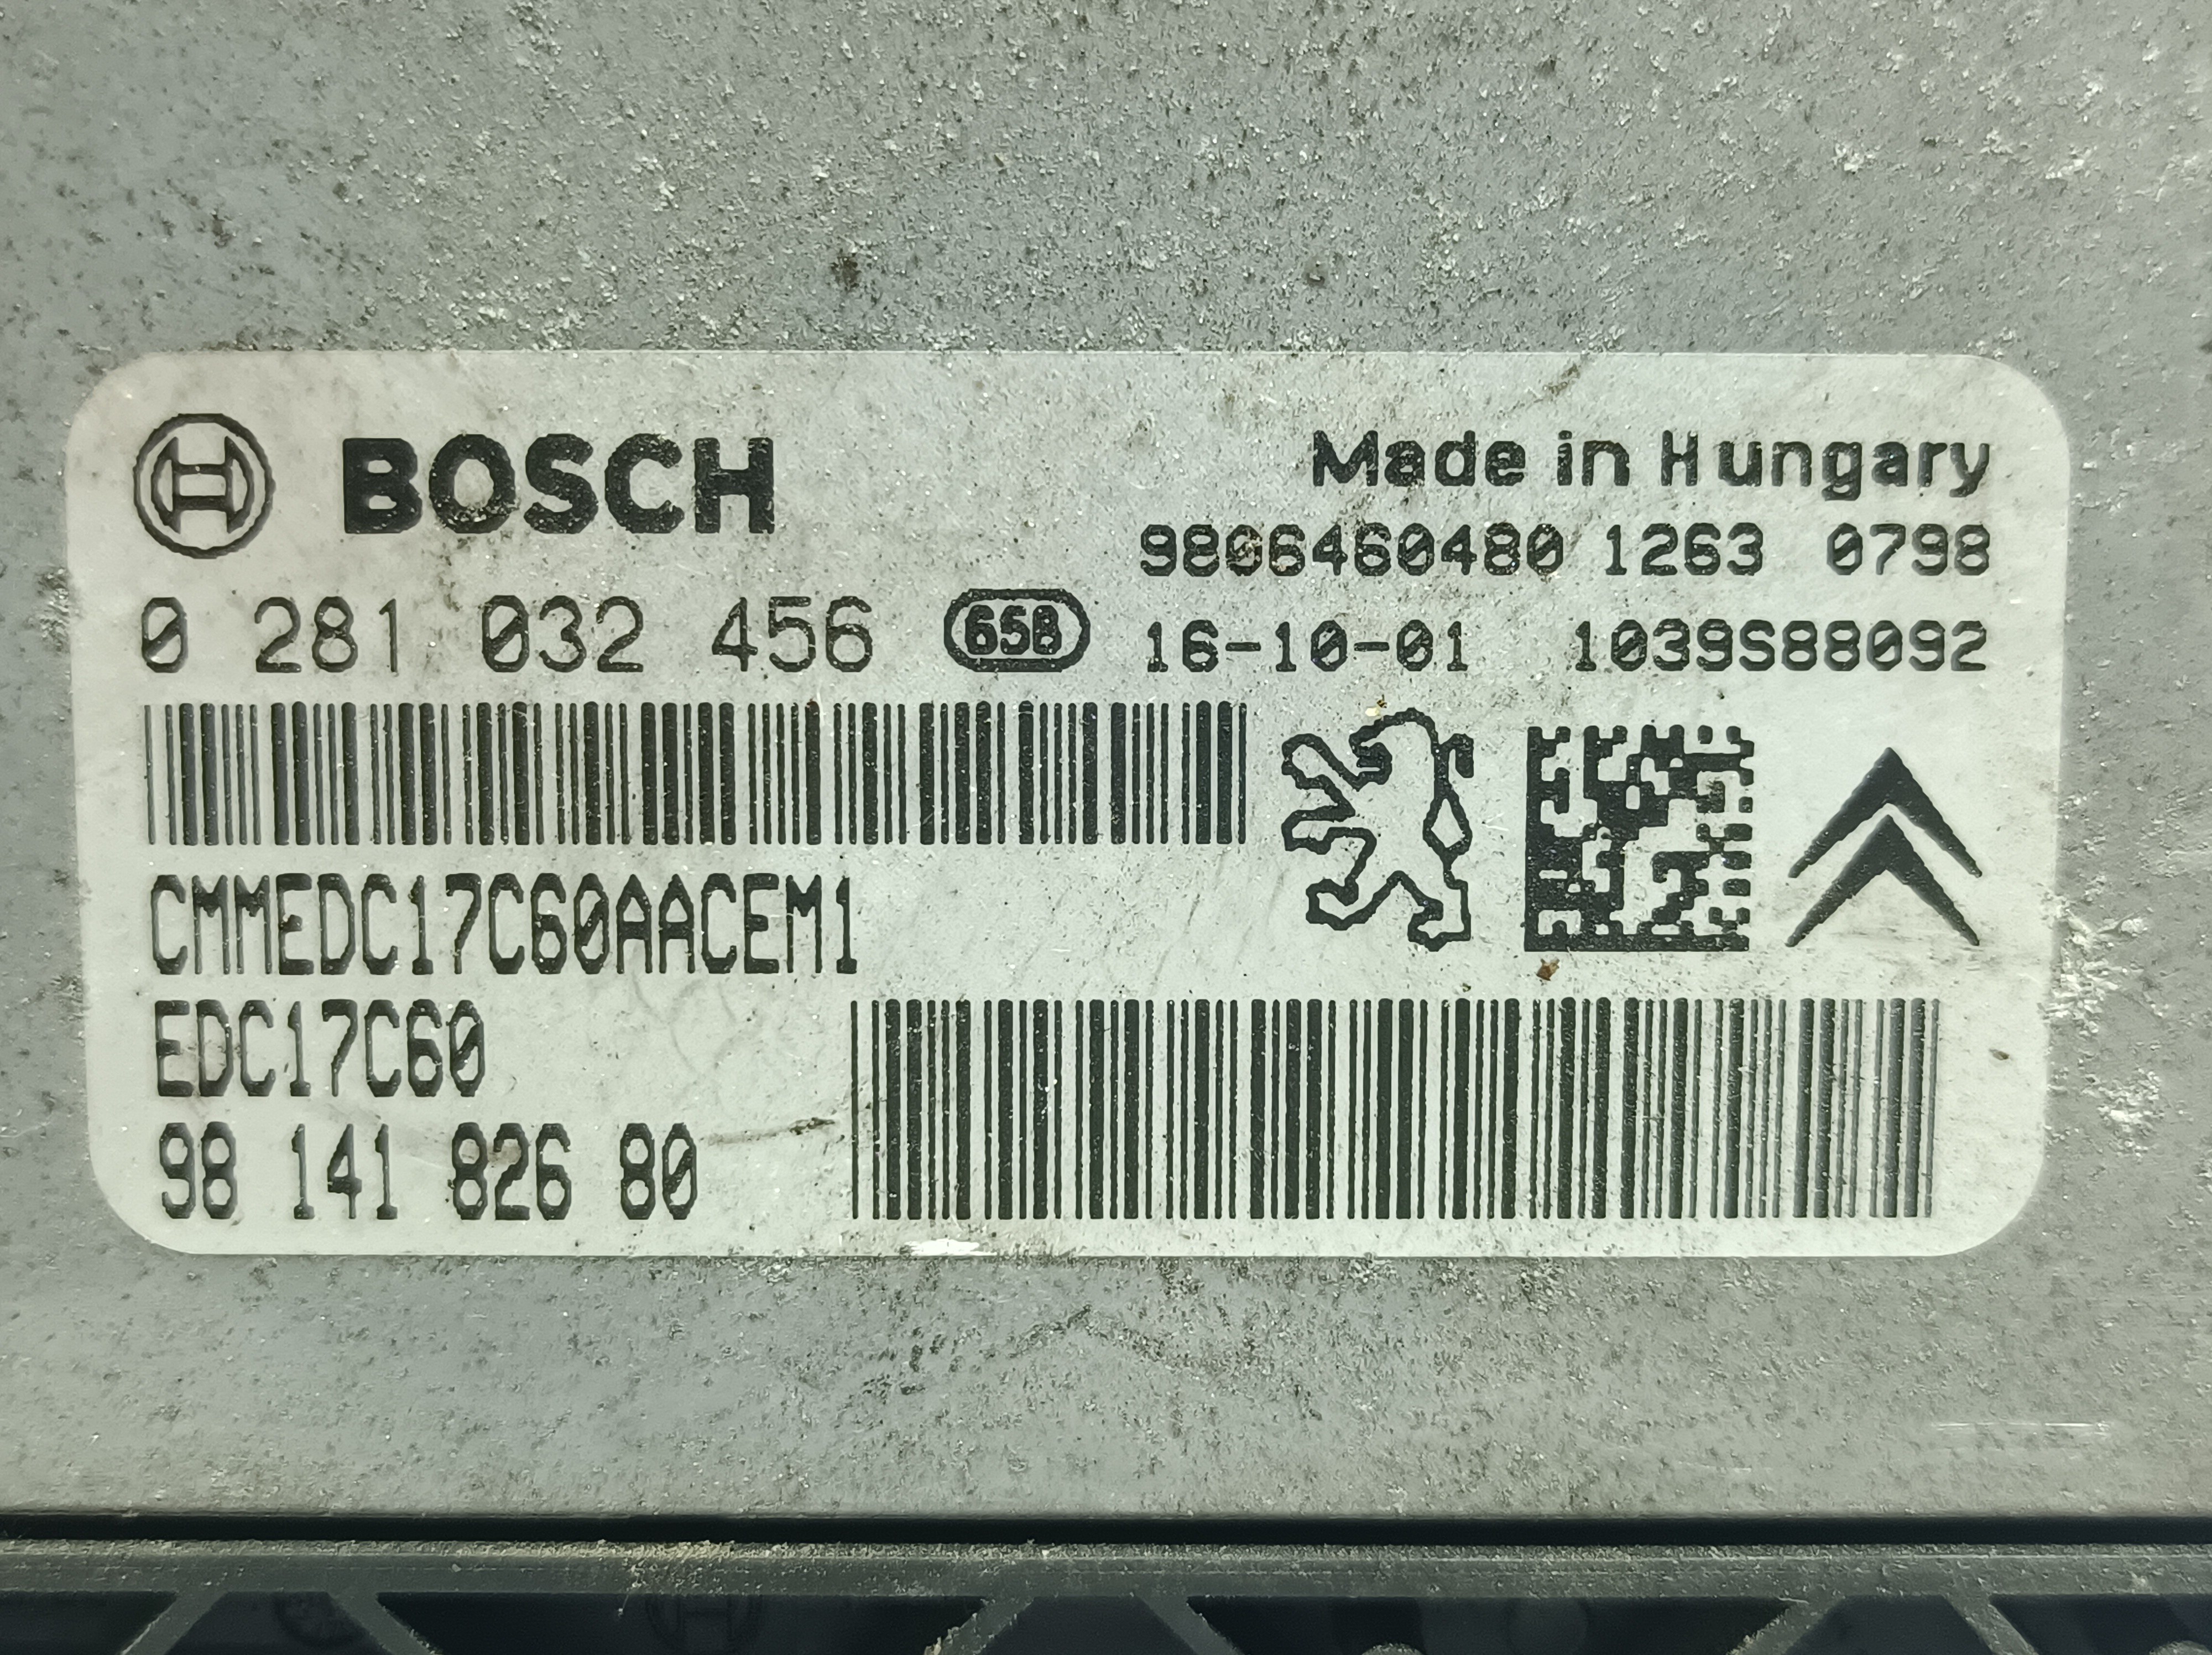 BOSCH
Made in Hungary
9806460480 1263 0798
0 281 032 456 65B 16-10-01 1039S88092
CMMEDC17C60AACEM1
EDC17C60
98 141 826 80